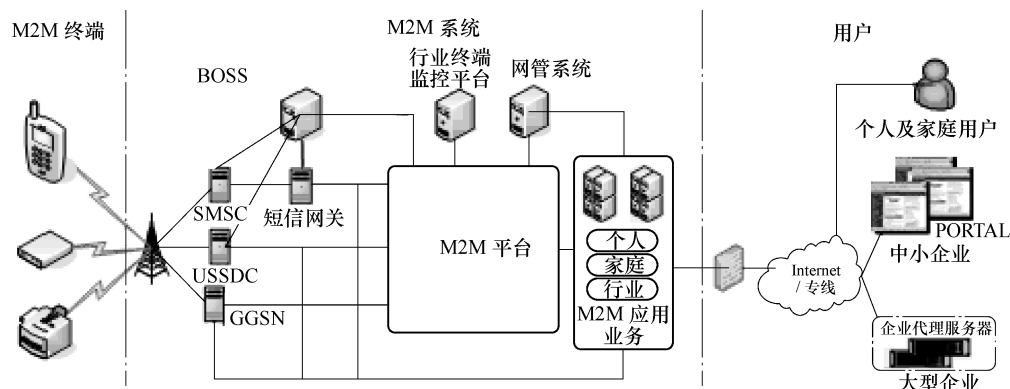 M2M 终端
M2M 系统
用户
BOSS
行业终端
监控平台
网管系统
SMSC
短信网关
USSDC
GGSN
M2M 平台
个人
家庭
行业
M2M 应用
业务
Internet
/ 专线
个人及家庭用户
PORTAL
中小企业
企业代理服务器
大型企业